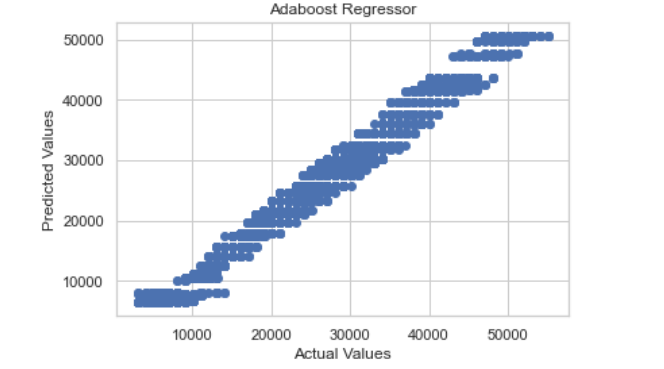 Adaboost Regressor
50000
40000
30000
20000
10000
Predicted Values
10000 20000 30000 40000 50000
Actual Values